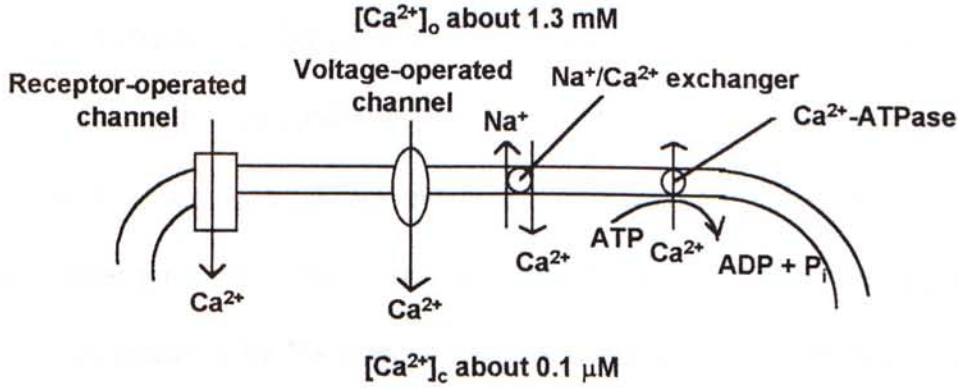 [Ca²⁺]ₒ about 1.3 mM
Receptor-operated
channel
Voltage-operated
channel
Na⁺/Ca²⁺ exchanger
Na⁺
Ca²⁺-ATPase
Ca²⁺
Ca²⁺
Ca²⁺
ATP
Ca²⁺
ADP + Pᵢ
[Ca²⁺]c about 0.1 μM